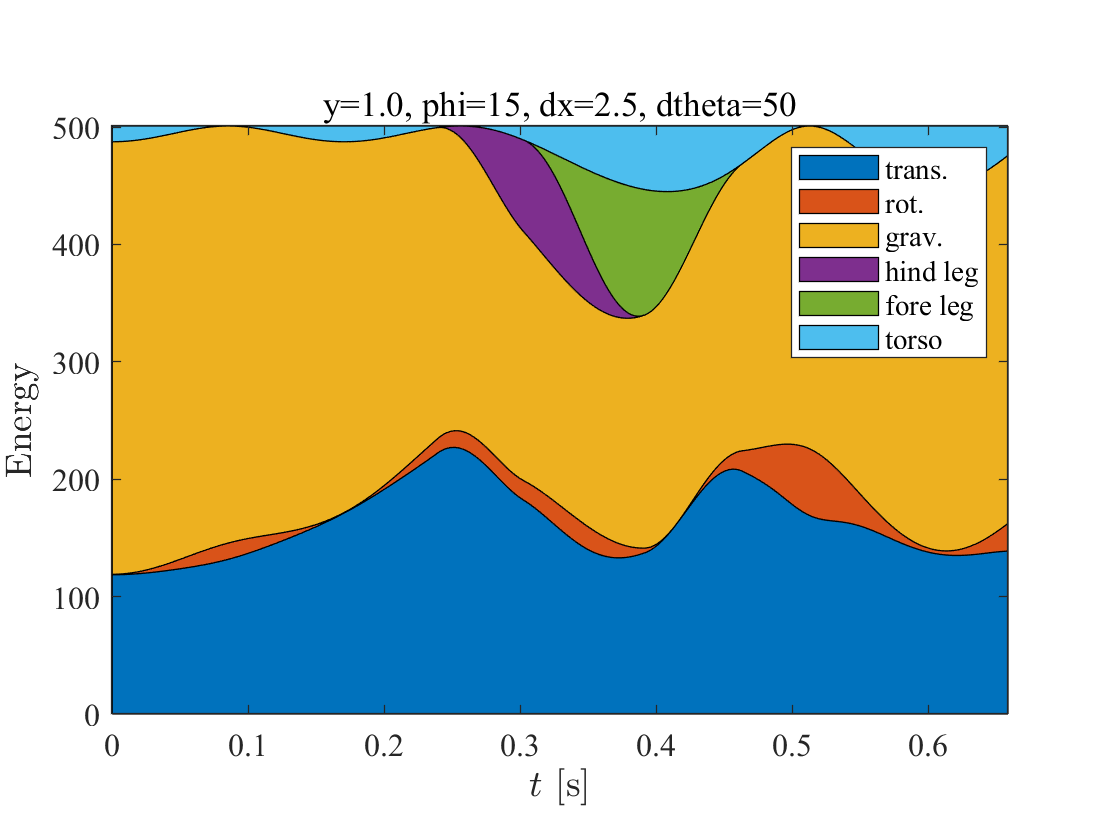 y=1.0, phi=15, dx=2.5, dtheta=50
500
400
300
200
100
0
Energy
trans.
rot.
grav.
hind leg
fore leg
torso
0 0.1 0.2 0.3 0.4 0.5 0.6
t [s]